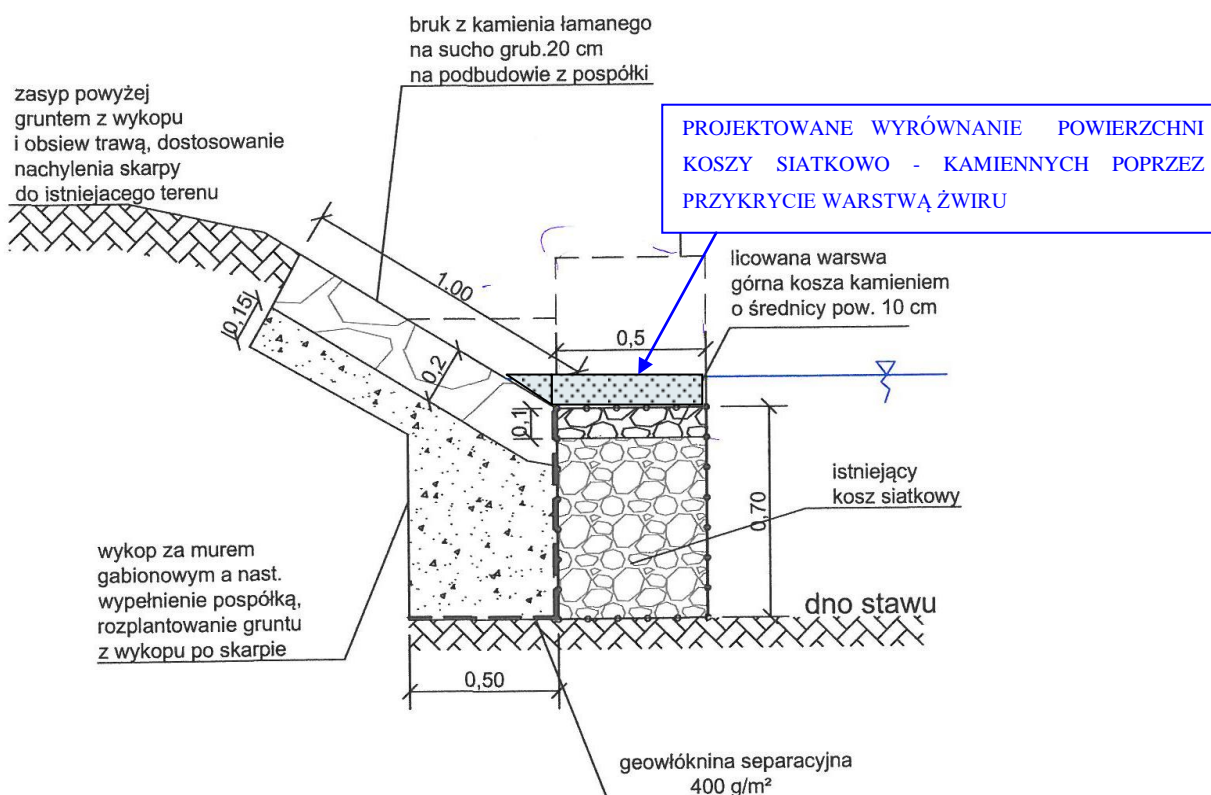 bruk z kamienia łamanego
na sucho grub.20 cm
na podbudowie z pospółki
zasyp powyżej
gruntem z wykopu
i obsiew trawą, dostosowanie
nachylenia skarpy
do istniejacego terenu
PROJEKTOWANE WYRÓWNANIE POWIERZCHNI
KOSZY SIATKOWO - KAMIENNYCH POPRZEZ
PRZYKRYCIE WARSTWĄ ŻWIRU
licowana warswa
górna kosza kamieniem
o średnicy pow. 10 cm
1.00
0,15
0,5
0.2
0,1
istniejący
kosz siatkowy
0,70
wykop za murem
gabionowym a nast.
wypełnienie pospółką,
rozplantowanie gruntu
z wykopu po skarpie
dno stawu
0,50
geowłóknina separacyjna
400 g/m²